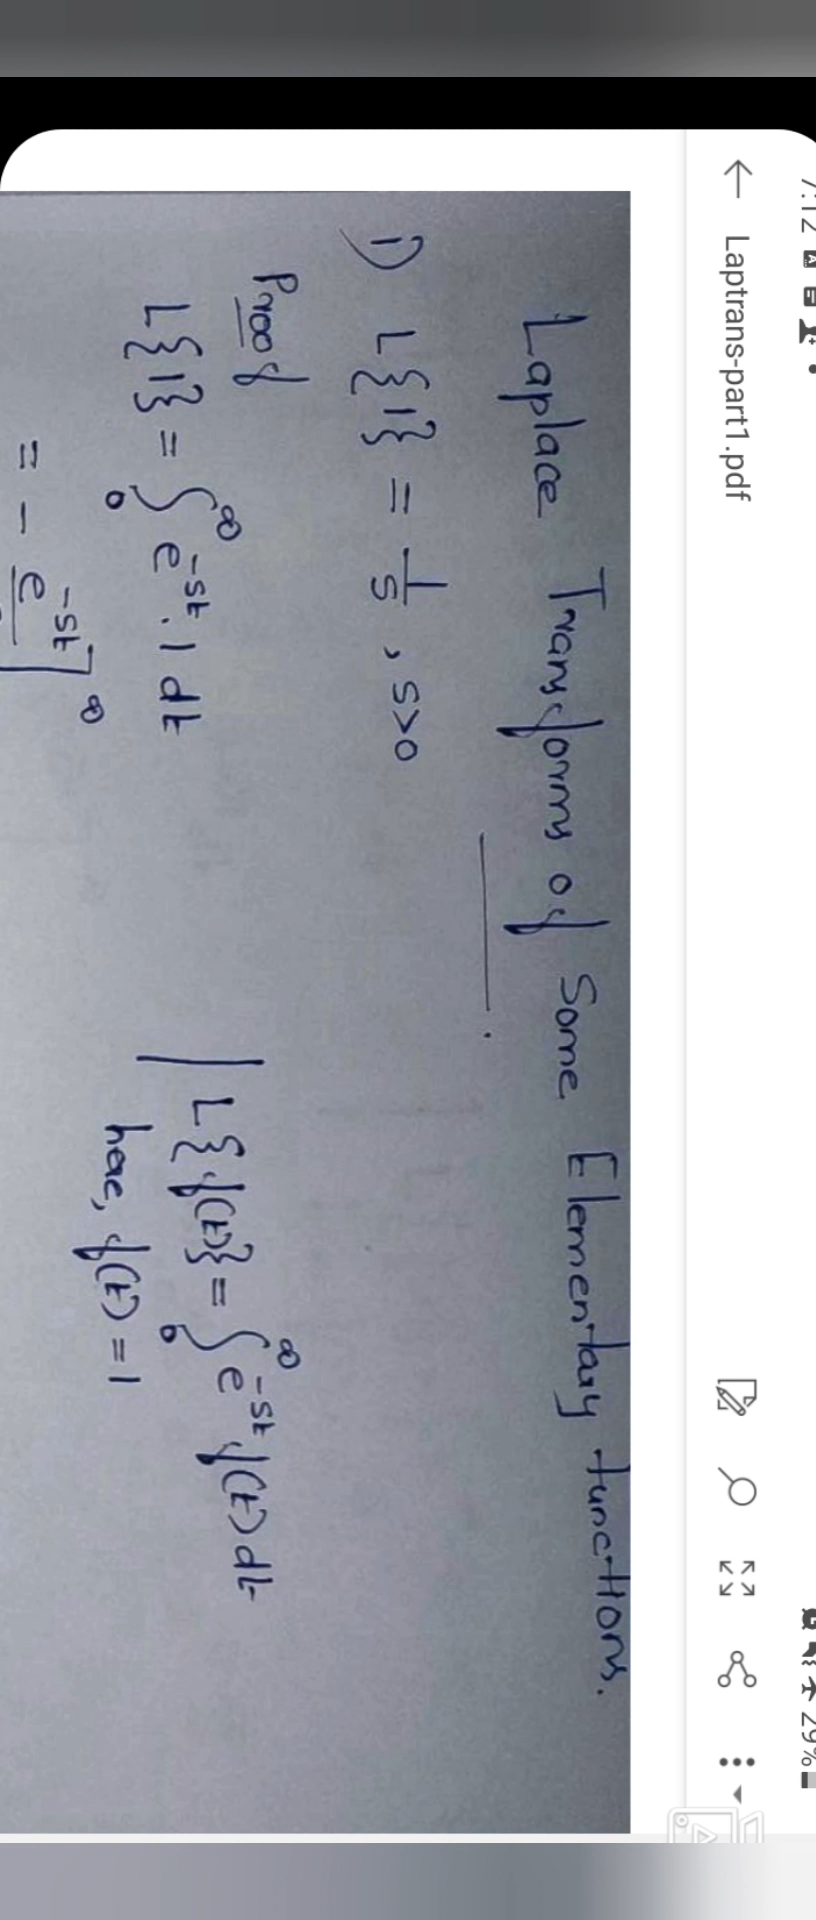 Laptrans-part1.pdf
29%
Laplace Transforms of Some Elementary functions.
1) L{1} = 1/s , s>0
Proof
L{1} = ∫₀^∞ e^{-st} . 1 dt
= - e^{-st} ]^∞
L{f(t)} = ∫₀^∞ e^{-st} f(t) dt
here, f(t) = 1